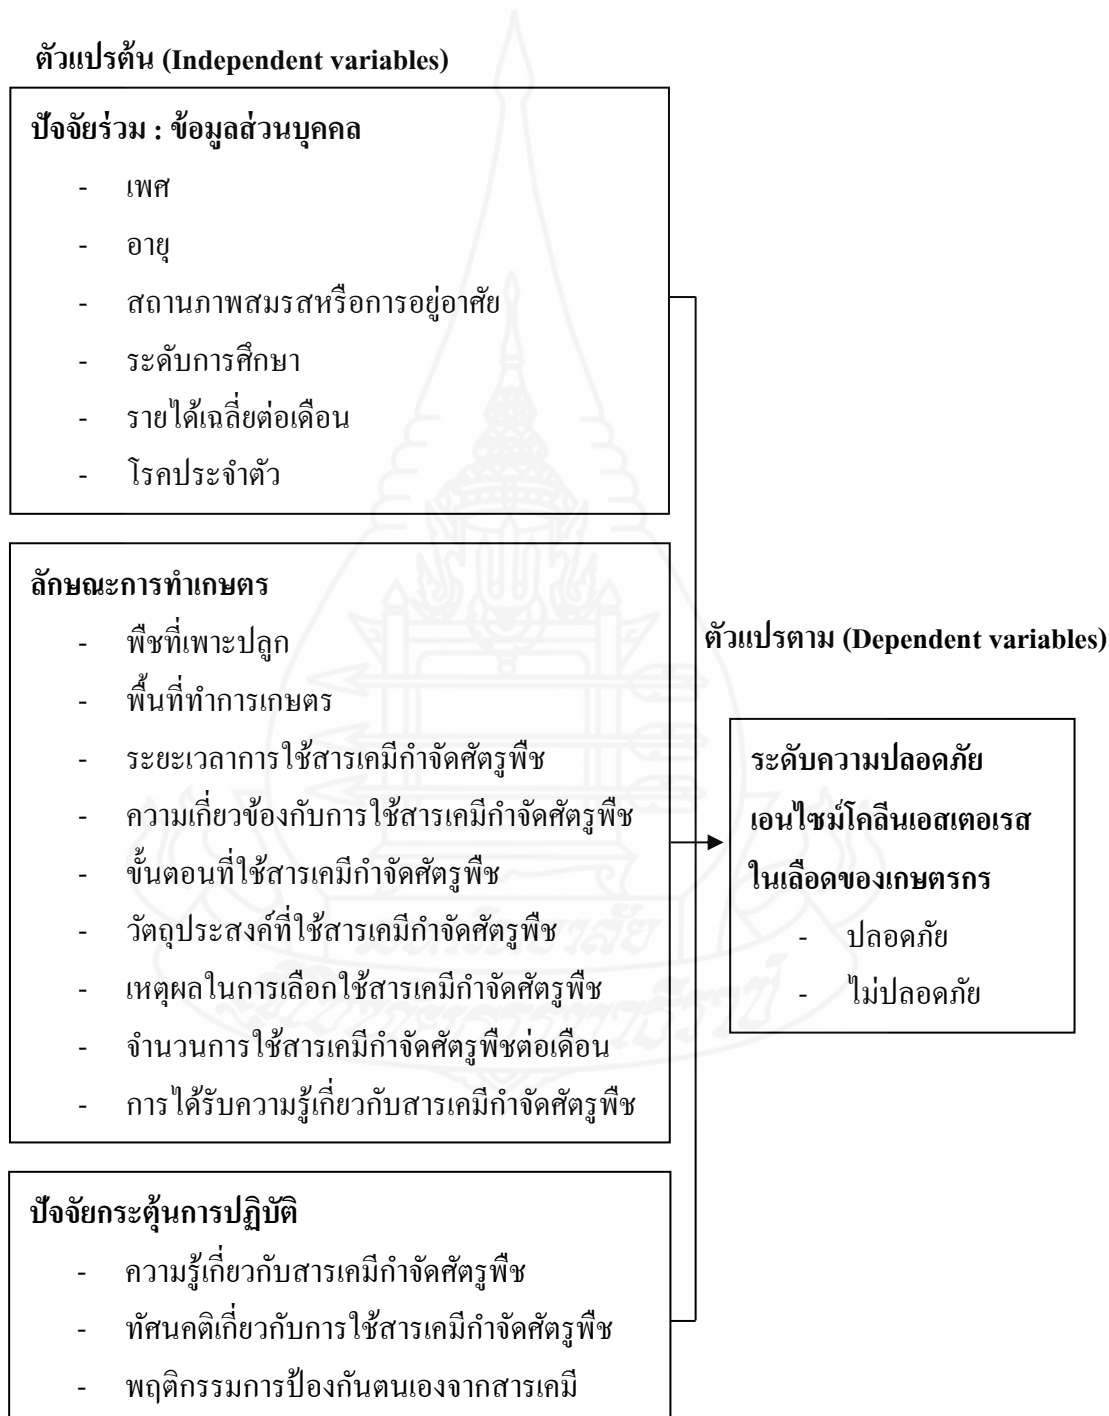 ตัวแปรต้น (Independent variables)
ปัจจัยร่วม : ข้อมูลส่วนบุคคล
- เพศ
- อายุ
- สถานภาพสมรสหรือการอยู่อาศัย
- ระดับการศึกษา
- รายได้เฉลี่ยต่อเดือน
- โรคประจำตัว
ลักษณะการทำเกษตร
- พืชที่เพาะปลูก
- พื้นที่ทำการเกษตร
- ระยะเวลาการใช้สารเคมีกำจัดศัตรูพืช
- ความเกี่ยวข้องกับการใช้สารเคมีกำจัดศัตรูพืช
- ขั้นตอนที่ใช้สารเคมีกำจัดศัตรูพืช
- วัตถุประสงค์ที่ใช้สารเคมีกำจัดศัตรูพืช
- เหตุผลในการเลือกใช้สารเคมีกำจัดศัตรูพืช
- จำนวนการใช้สารเคมีกำจัดศัตรูพืชต่อเดือน
- การได้รับความรู้เกี่ยวกับสารเคมีกำจัดศัตรูพืช
ปัจจัยกระตุ้นการปฏิบัติ
- ความรู้เกี่ยวกับสารเคมีกำจัดศัตรูพืช
- ทัศนคติเกี่ยวกับการใช้สารเคมีกำจัดศัตรูพืช
- พฤติกรรมการป้องกันตนเองจากสารเคมี
ตัวแปรตาม (Dependent variables)
ระดับความปลอดภัย
เอนไซม์โคลีนเอสเตอเรส
ในเลือดของเกษตรกร
- ปลอดภัย
- ไม่ปลอดภัย
มหาวิทยาลัย
สุโขทัยธรรมาธิราช